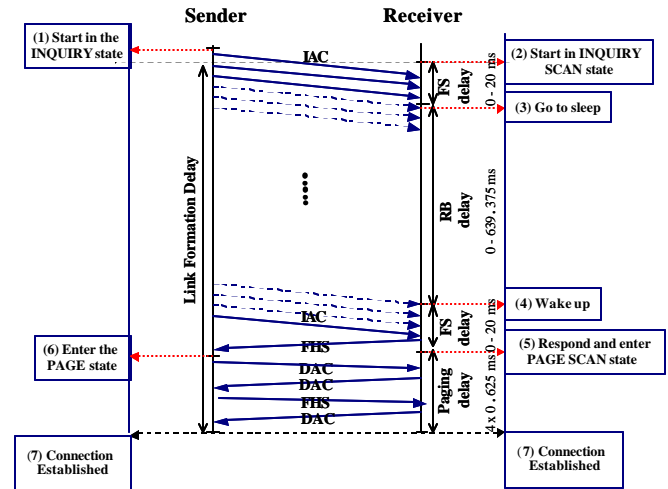 Sender
Receiver
(1) Start in the
INQUIRY state
IAC
(2) Start in INQUIRY
SCAN state
FS
delay
0 - 20 ms
(3) Go to sleep
Link Formation Delay
RB
delay
0 - 639.375 ms
(4) Wake up
IAC
FS
delay
0 - 20 ms
FHS
(5) Respond and enter
PAGE SCAN state
(6) Enter the
PAGE state
DAC
DAC
FHS
DAC
Paging
delay
4 x 0.625 ms
(7) Connection
Established
(7) Connection
Established